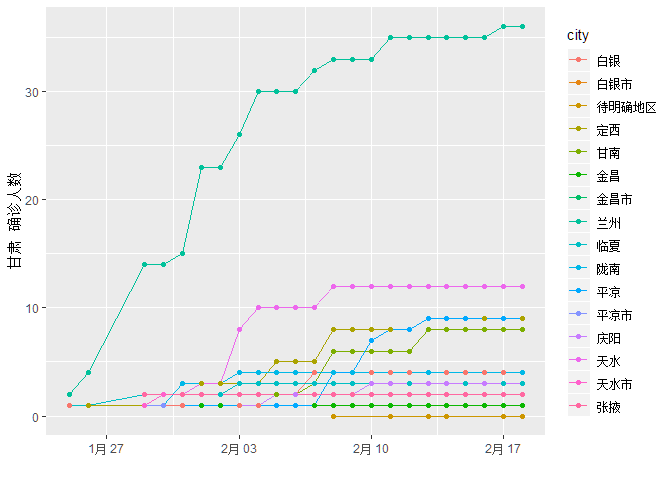 甘肃 确诊人数
30
20
10
0
1月 27
2月 03
2月 10
2月 17
city
白银
白银市
待明确地区
定西
甘南
金昌
金昌市
兰州
临夏
陇南
平凉
平凉市
庆阳
天水
天水市
张掖